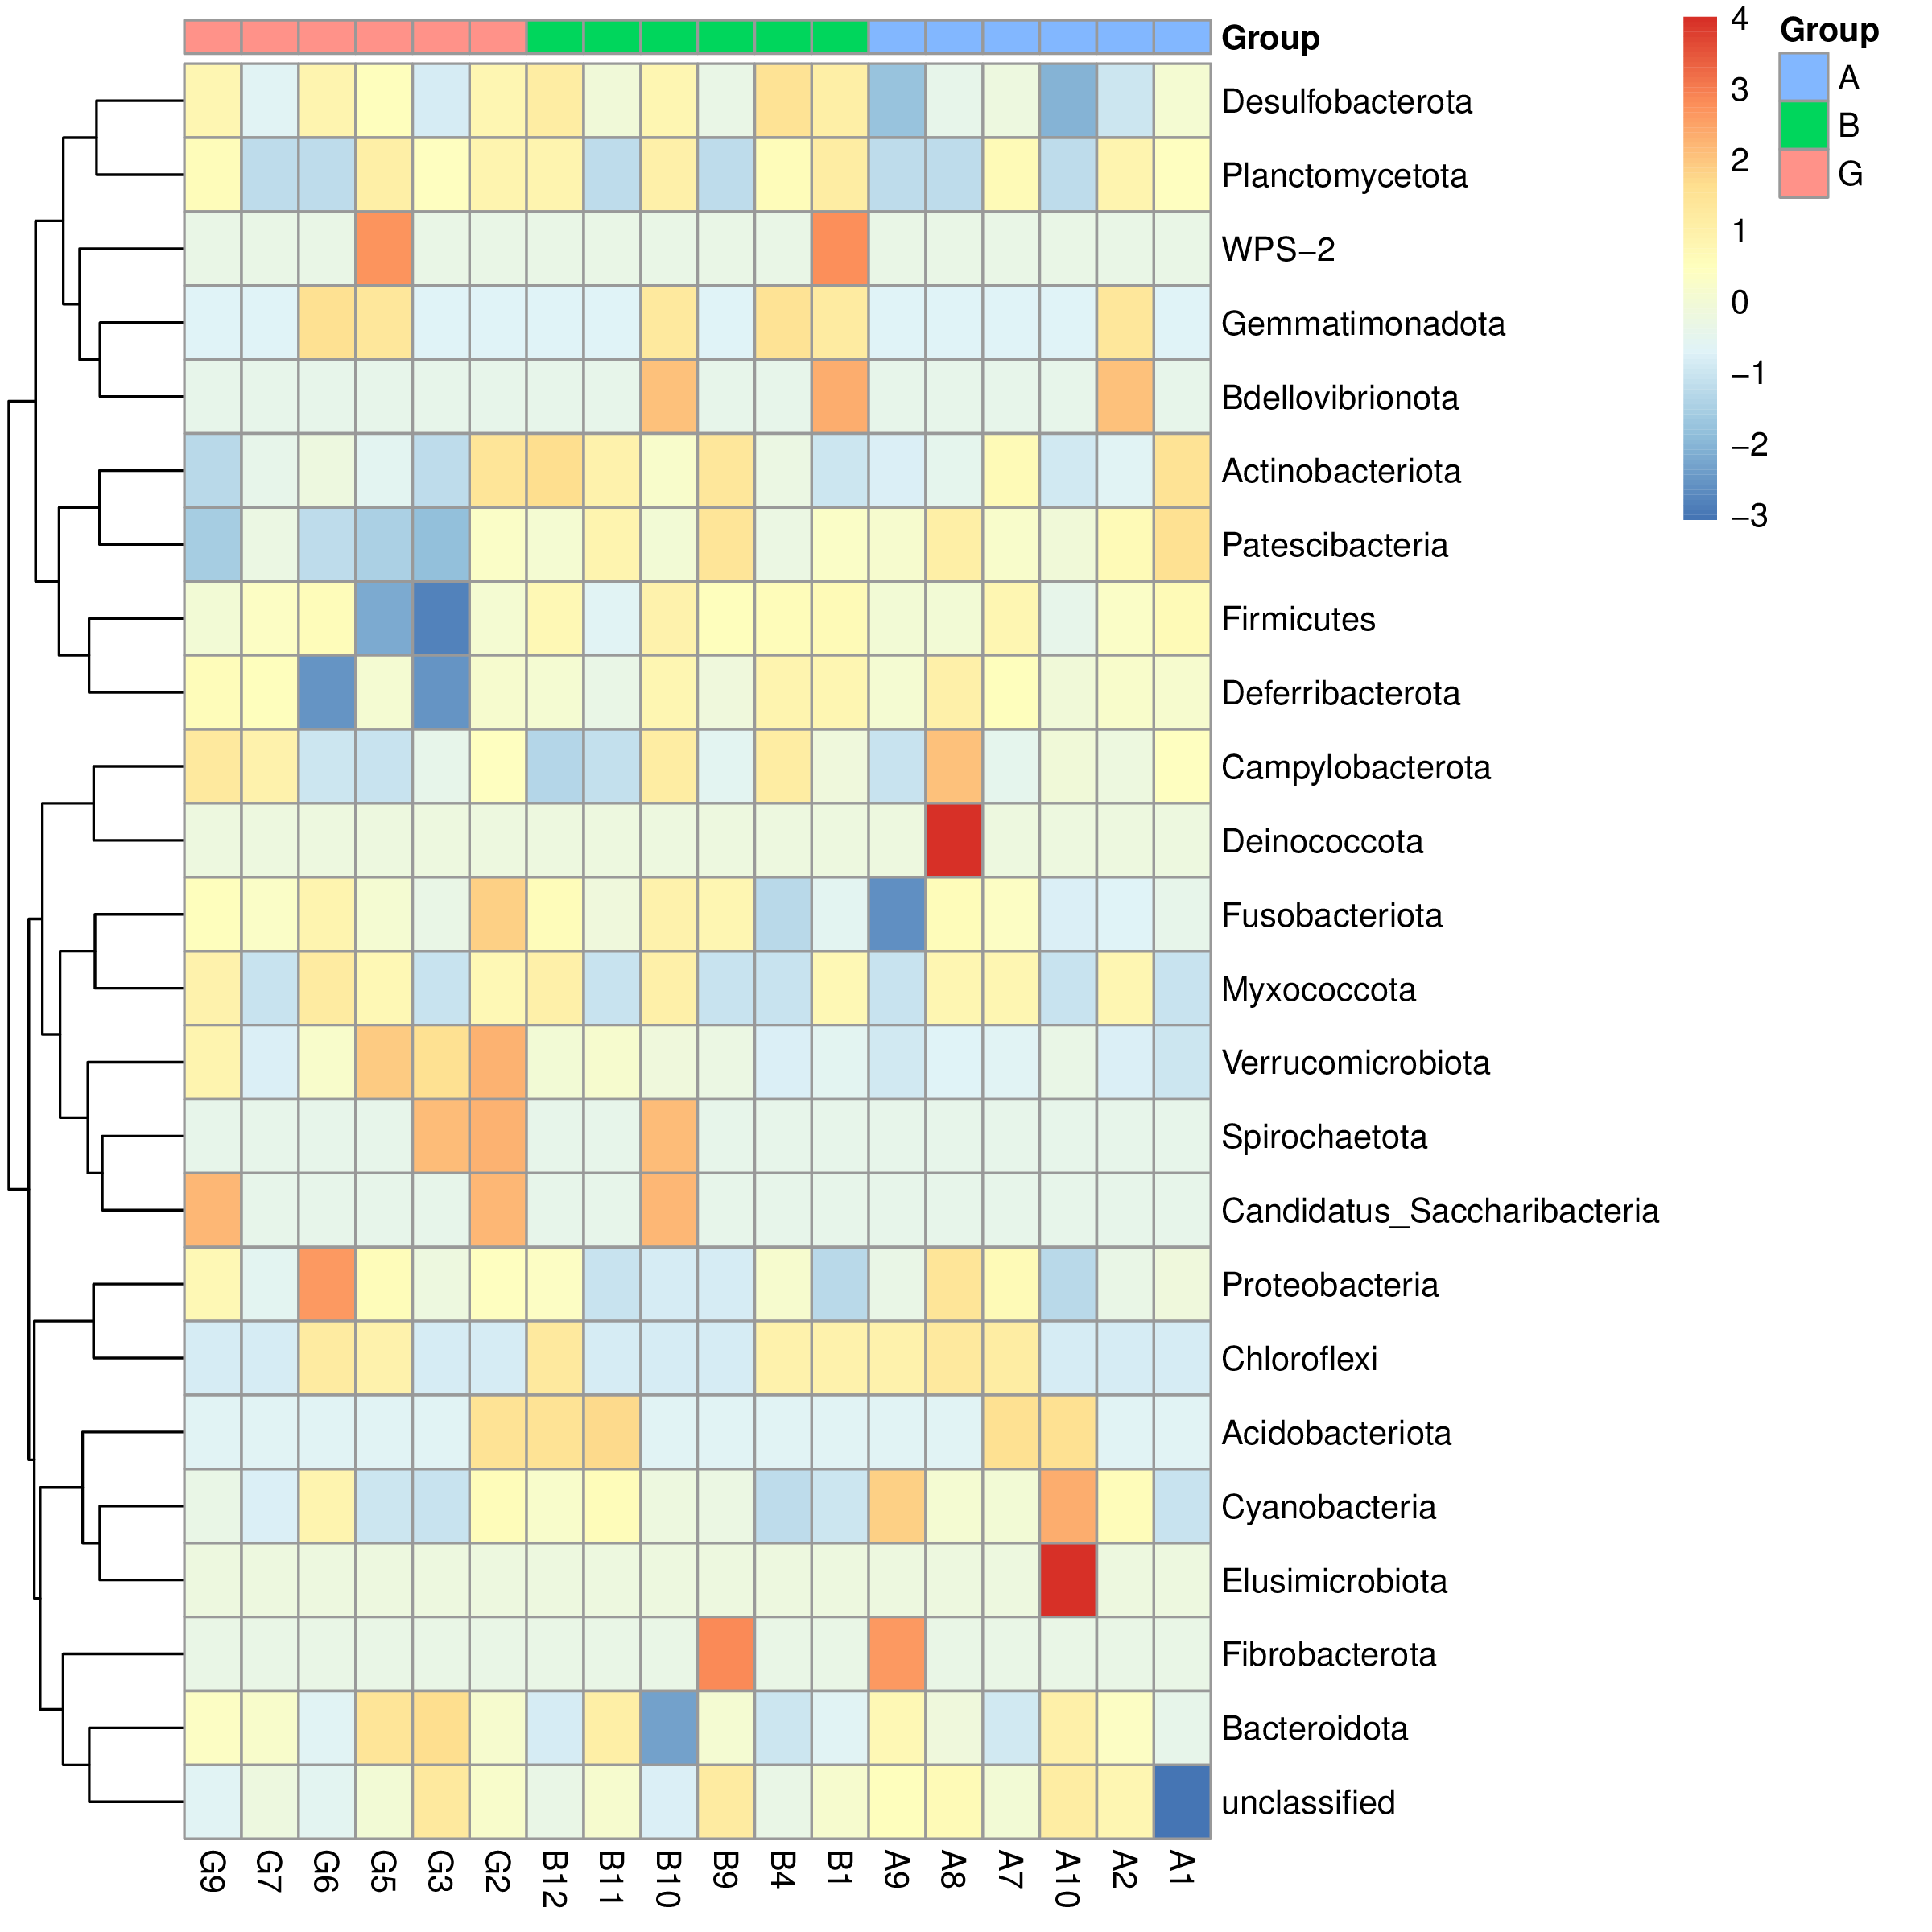 Group
Desulfobacterota
Planctomycetota
WPS−2
Gemmatimonadota
Bdellovibrionota
Actinobacteriota
Patescibacteria
Firmicutes
Deferribacterota
Campylobacterota
Deinococcota
Fusobacteriota
Myxococcota
Verrucomicrobiota
Spirochaetota
Candidatus_Saccharibacteria
Proteobacteria
Chloroflexi
Acidobacteriota
Cyanobacteria
Elusimicrobiota
Fibrobacterota
Bacteroidota
unclassified
G9 G7 G6 G5 G3 G2 B12 B11 B10 B9 B4 B1 A9 A8 A7 A10 A2 A1
4
3
2
1
0
−1
−2
−3
Group
A
B
G